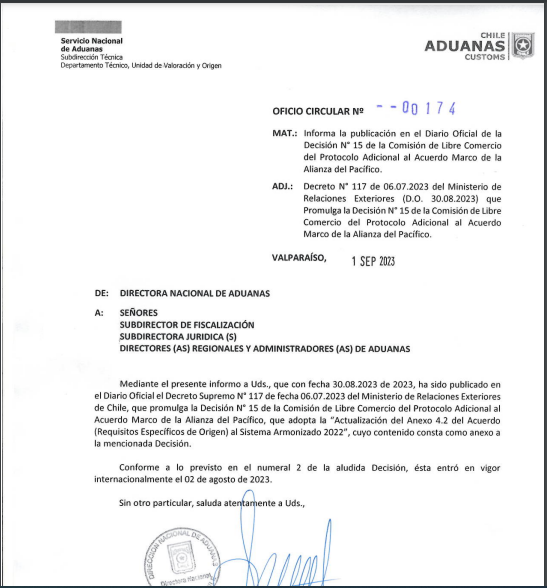 Servicio Nacional
de Aduanas
Subdirección Técnica
Departamento Técnico, Unidad de Valoración y Origen
CHILE
ADUANAS
CUSTOMS
OFICIO CIRCULAR Nº --00174
MAT.: Informa la publicación en el Diario Oficial de la
Decisión N° 15 de la Comisión de Libre Comercio
del Protocolo Adicional al Acuerdo Marco de la
Alianza del Pacífico.
ADJ.: Decreto N° 117 de 06.07.2023 del Ministerio de
Relaciones Exteriores (D.O. 30.08.2023) que
Promulga la Decisión N° 15 de la Comisión de Libre
Comercio del Protocolo Adicional al Acuerdo
Marco de la Alianza del Pacífico.
VALPARAÍSO, 1 SEP 2023
DE: DIRECTORA NACIONAL DE ADUANAS
A: SEÑORES
SUBDIRECTOR DE FISCALIZACIÓN
SUBDIRECTORA JURIDICA (S)
DIRECTORES (AS) REGIONALES Y ADMINISTRADORES (AS) DE ADUANAS
Mediante el presente informo a Uds., que con fecha 30.08.2023 de 2023, ha sido publicado en
el Diario Oficial el Decreto Supremo N° 117 de fecha 06.07.2023 del Ministerio de Relaciones Exteriores
de Chile, que promulga la Decisión N° 15 de la Comisión de Libre Comercio del Protocolo Adicional al
Acuerdo Marco de la Alianza del Pacífico, que adopta la “Actualización del Anexo 4.2 del Acuerdo
(Requisitos Específicos de Origen) al Sistema Armonizado 2022”, cuyo contenido consta como anexo a
la mencionada Decisión.
Conforme a lo previsto en el numeral 2 de la aludida Decisión, ésta entró en vigor
internacionalmente el 02 de agosto de 2023.
Sin otro particular, saluda atentamente a Uds.,
DIRECCION NACIONAL DE ADUANAS
Directora Nacional